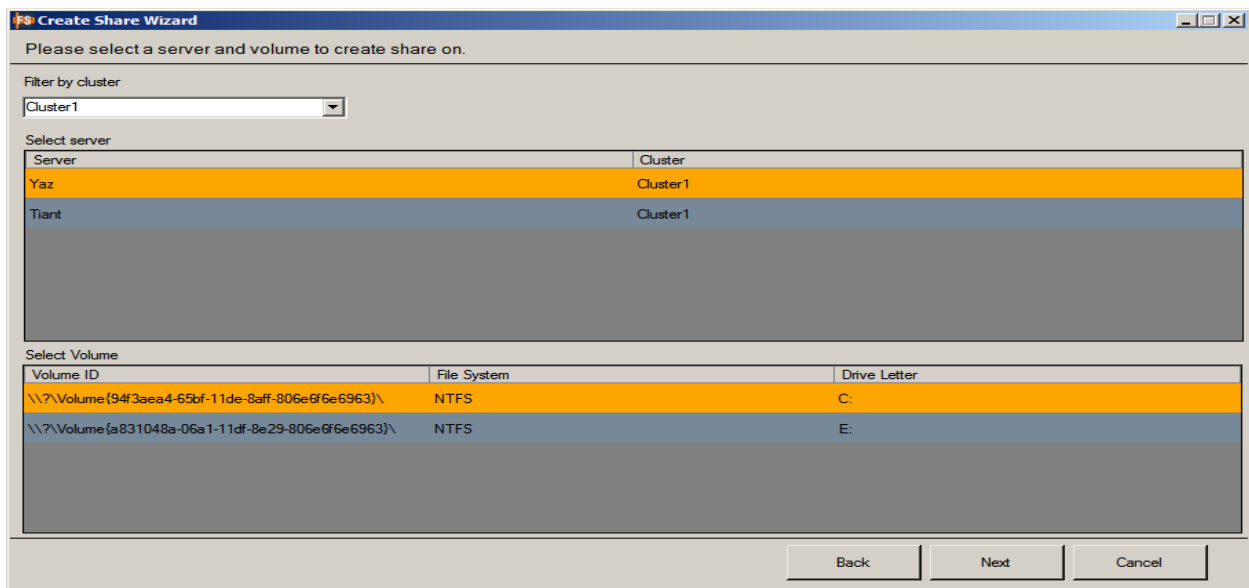 FS Create Share Wizard
Please select a server and volume to create share on.
Filter by cluster
Cluster1
Select server
Server Cluster
Yaz Cluster1
Tiant Cluster1
Select Volume
Volume ID File System Drive Letter
\\?\Volume{94f3aea4-65bf-11de-8aff-806e6f6e6963}\ NTFS C:
\\?\Volume{a831048a-06a1-11df-8e29-806e6f6e6963}\ NTFS E:
Back Next Cancel